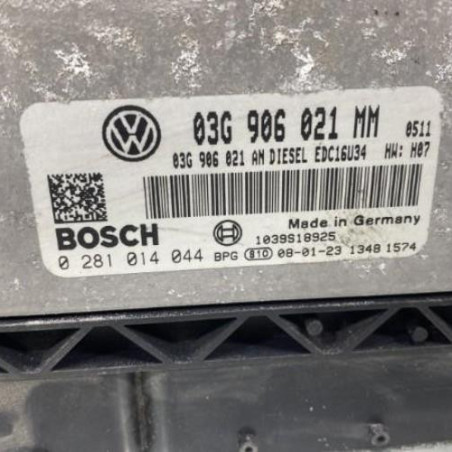 03G 906 021 MM 0511
03G 906 021 AM DIESEL EDC16U34 HW: H07
BOSCH Made in Germany
1039S18925
0 281 014 044 BPG 810 08-01-23 1348 1574